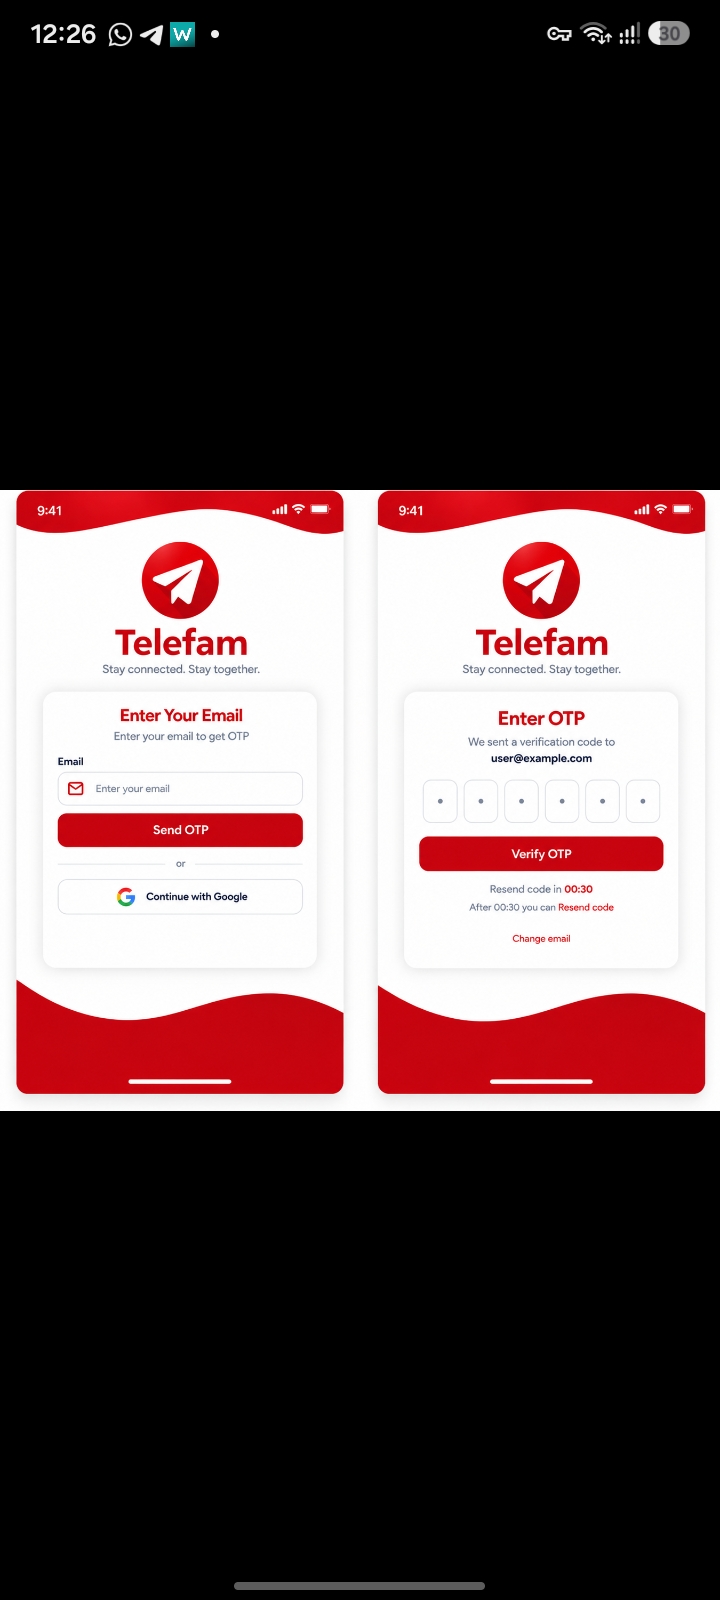 12:26
W
30
9:41
Telefam
Stay connected. Stay together.
Enter Your Email
Enter your email to get OTP
Email
Enter your email
Send OTP
or
Continue with Google
9:41
Telefam
Stay connected. Stay together.
Enter OTP
We sent a verification code to
user@example.com
Verify OTP
Resend code in 00:30
After 00:30 you can Resend code
Change email